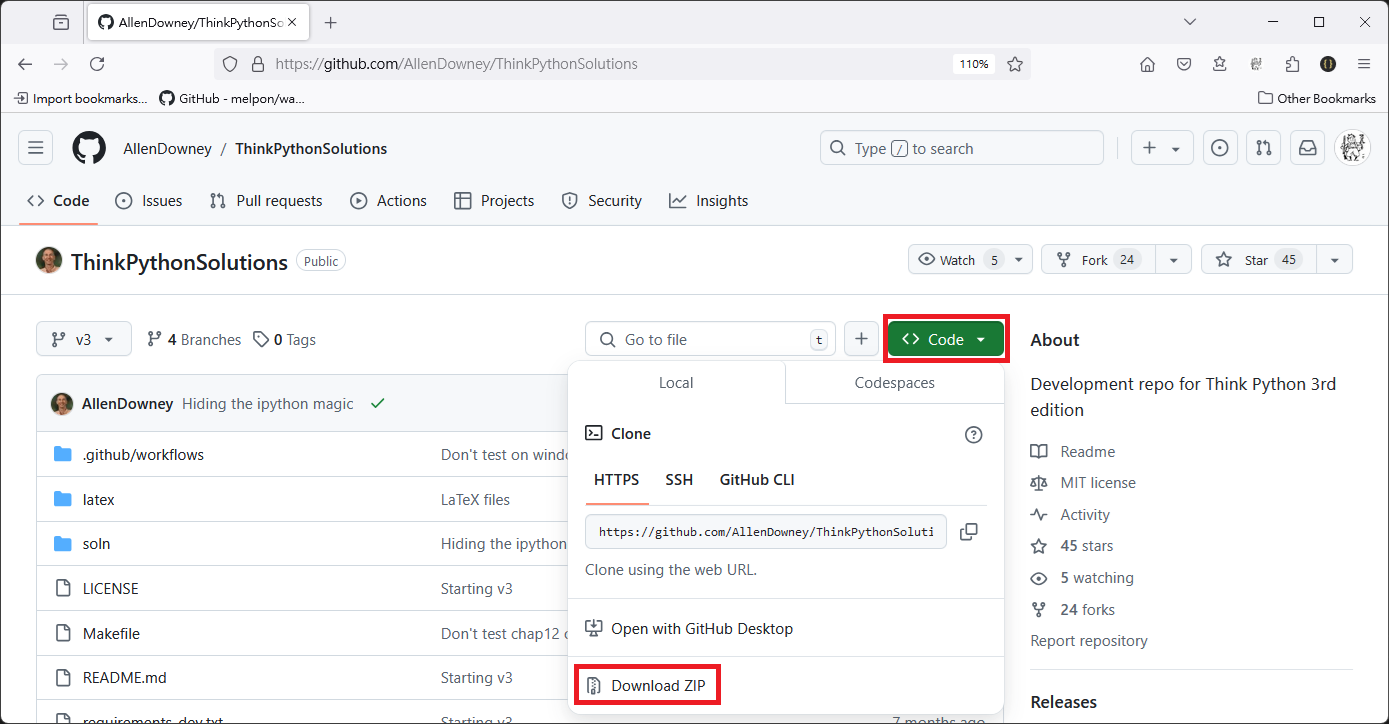 AllenDowney/ThinkPythonSo
https://github.com/AllenDowney/ThinkPythonSolutions 110%
Import bookmarks... GitHub - melpon/wa... Other Bookmarks
AllenDowney / ThinkPythonSolutions Type / to search
Code Issues Pull requests Actions Projects Security Insights
ThinkPythonSolutions Public Watch 5 Fork 24 Star 45
v3 4 Branches 0 Tags Go to file t Code
About
Local Codespaces
Development repo for Think Python 3rd
edition
AllenDowney Hiding the ipython magic
Clone
.github/workflows Don't test on windo
Readme
HTTPS SSH GitHub CLI
MIT license
latex LaTeX files
Activity
https://github.com/AllenDowney/ThinkPythonSoluti
soln Hiding the ipython
45 stars
Clone using the web URL.
5 watching
LICENSE Starting v3
24 forks
Open with GitHub Desktop
Makefile Don't test chap12
Report repository
README.md Starting v3
Download ZIP
Releases
requirements-dev.txt Starting v3 7 months ago